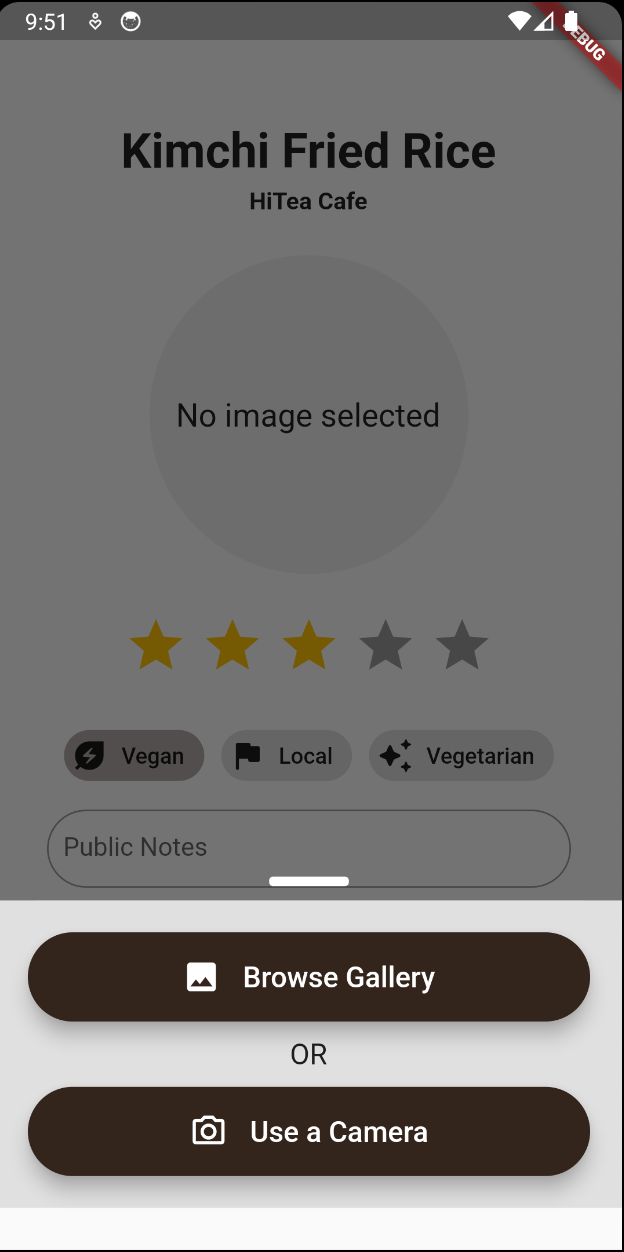 9:51
DEBUG
Kimchi Fried Rice
HiTea Cafe
No image selected
Vegan Local Vegetarian
Public Notes
Browse Gallery
OR
Use a Camera